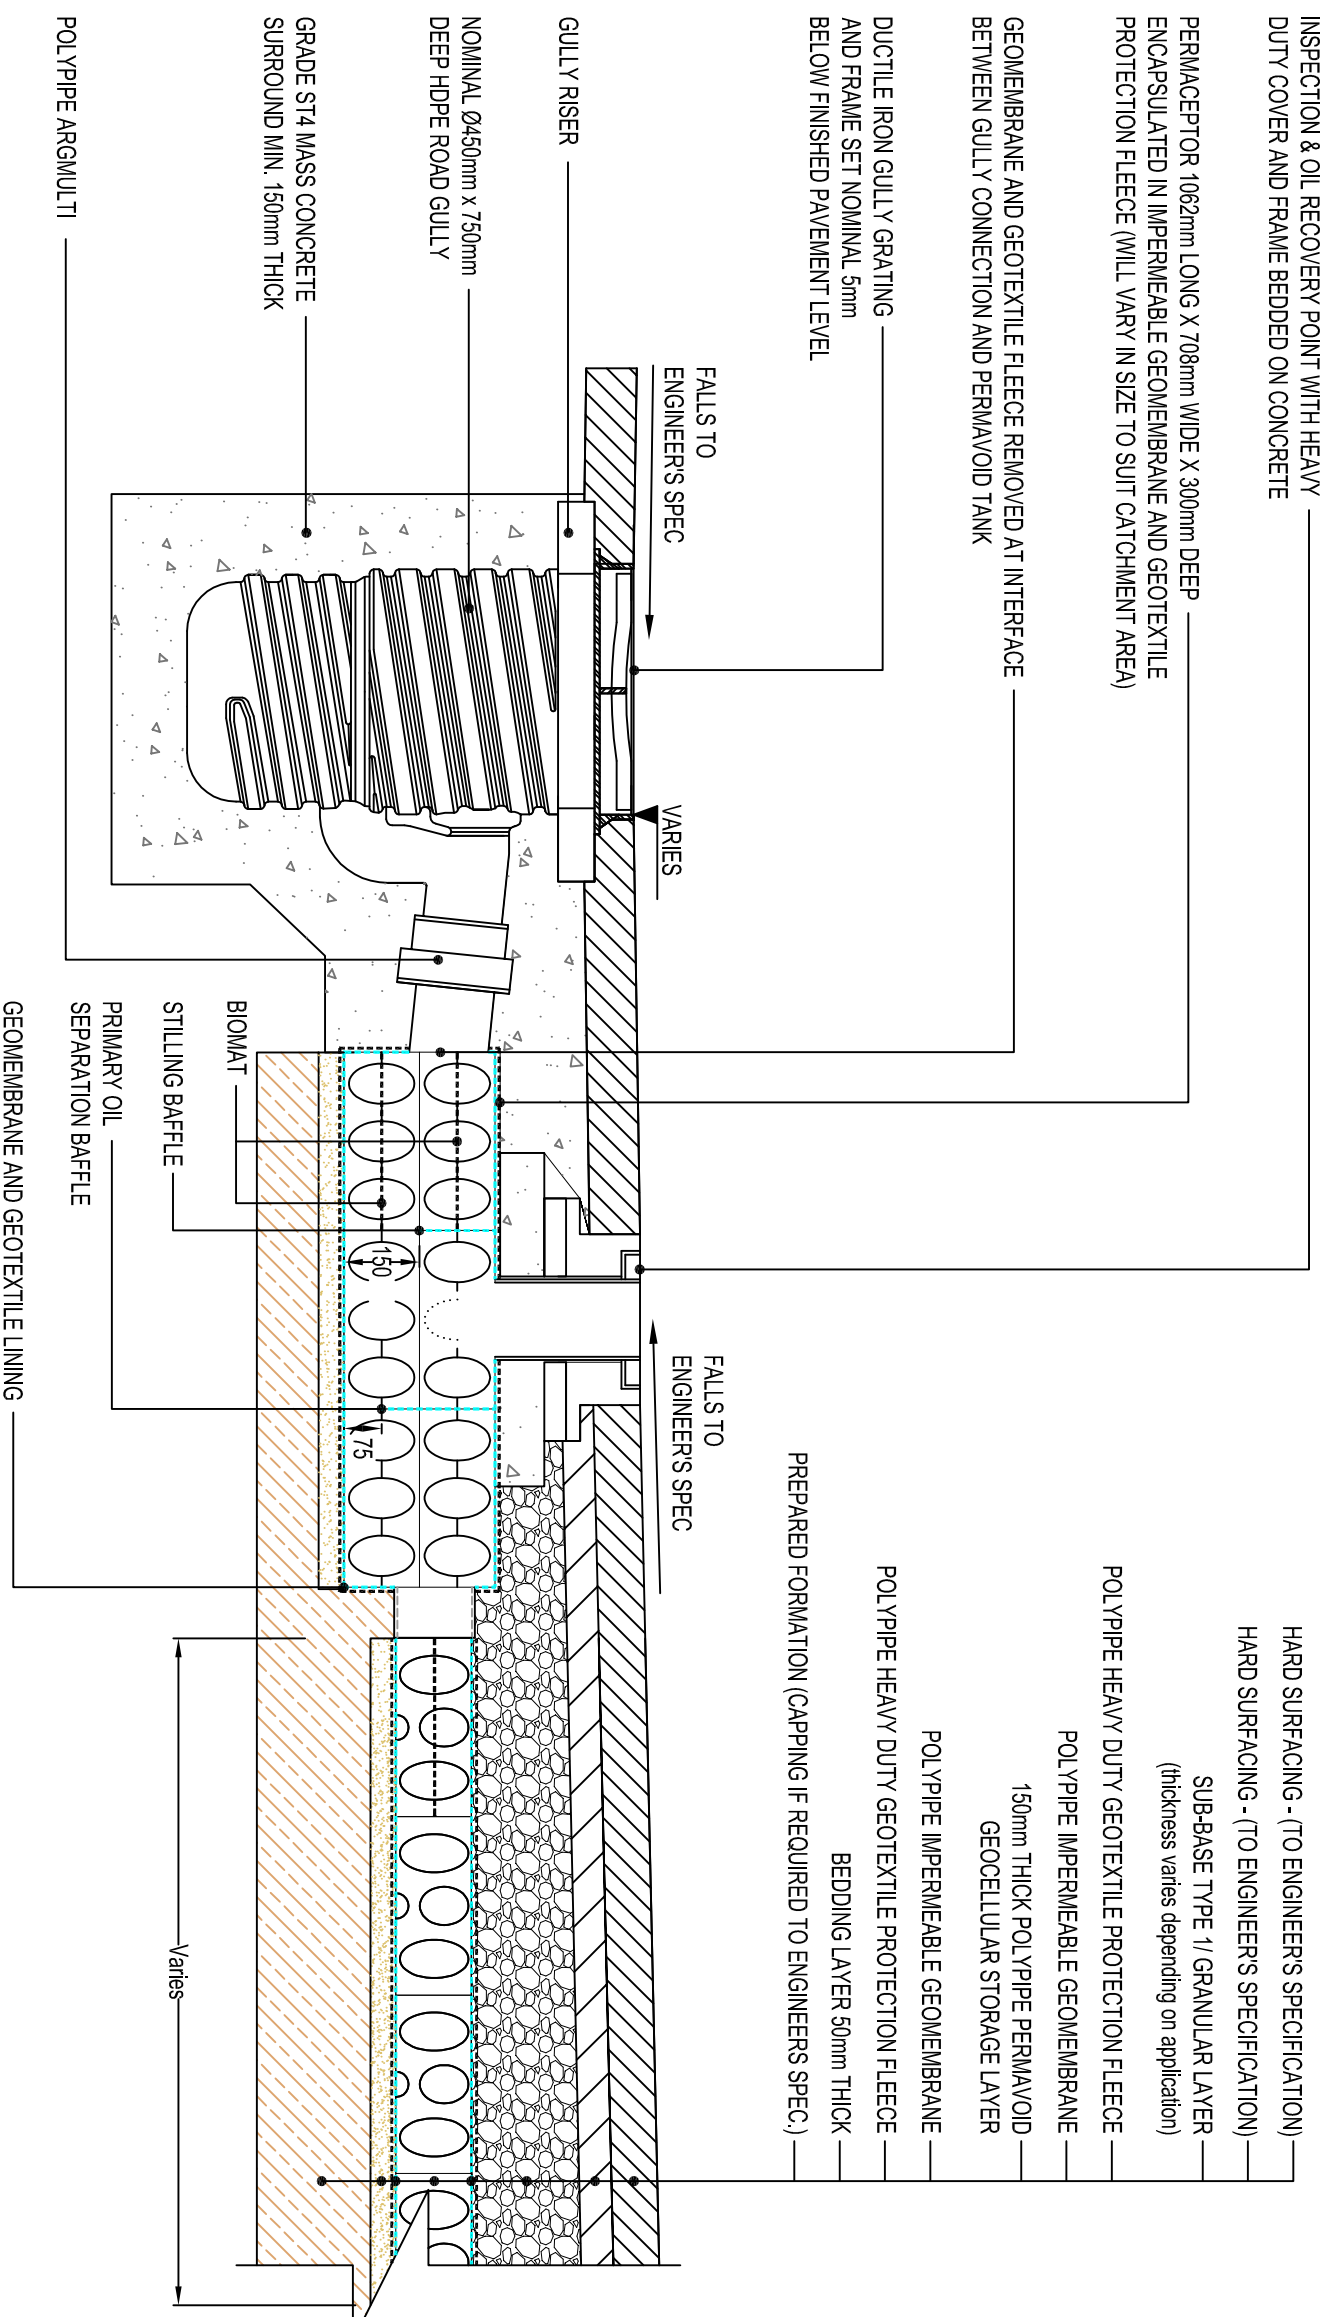 INSPECTION & OIL RECOVERY POINT WITH HEAVY
DUTY COVER AND FRAME BEDDED ON CONCRETE
PERMACEPTOR 1062mm LONG X 708mm WIDE X 300mm DEEP
ENCAPSULATED IN IMPERMEABLE GEOMEMBRANE AND GEOTEXTILE
PROTECTION FLEECE (WILL VARY IN SIZE TO SUIT CATCHMENT AREA)
GEOMEMBRANE AND GEOTEXTILE FLEECE REMOVED AT INTERFACE
BETWEEN GULLY CONNECTION AND PERMAVOID TANK
DUCTILE IRON GULLY GRATING
AND FRAME SET NOMINAL 5mm
BELOW FINISHED PAVEMENT LEVEL
GULLY RISER
NOMINAL Ø450mm x 750mm
DEEP HDPE ROAD GULLY
GRADE ST4 MASS CONCRETE
SURROUND MIN. 150mm THICK
POLYPIPE ARGMULTI
FALLS TO
ENGINEER'S SPEC
VARIES
FALLS TO
ENGINEER'S SPEC
HARD SURFACING - (TO ENGINEER'S SPECIFICATION)
HARD SURFACING - (TO ENGINEER'S SPECIFICATION)
SUB-BASE TYPE 1/ GRANULAR LAYER
(thickness varies depending on application)
POLYPIPE HEAVY DUTY GEOTEXTILE PROTECTION FLEECE
POLYPIPE IMPERMEABLE GEOMEMBRANE
150mm THICK POLYPIPE PERMAVOID
GEOCELLULAR STORAGE LAYER
POLYPIPE IMPERMEABLE GEOMEMBRANE
POLYPIPE HEAVY DUTY GEOTEXTILE PROTECTION FLEECE
BEDDING LAYER 50mm THICK
PREPARED FORMATION (CAPPING IF REQUIRED TO ENGINEERS SPEC.)
150
75
BIOMAT
STILLING BAFFLE
PRIMARY OIL
SEPARATION BAFFLE
GEOMEMBRANE AND GEOTEXTILE LINING
Varies